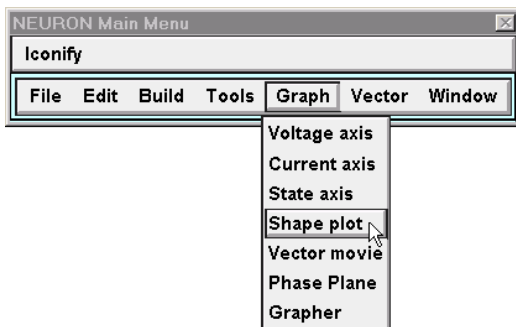 NEURON Main Menu
Iconify
File Edit Build Tools Graph Vector Window
Voltage axis
Current axis
State axis
Shape plot
Vector movie
Phase Plane
Grapher